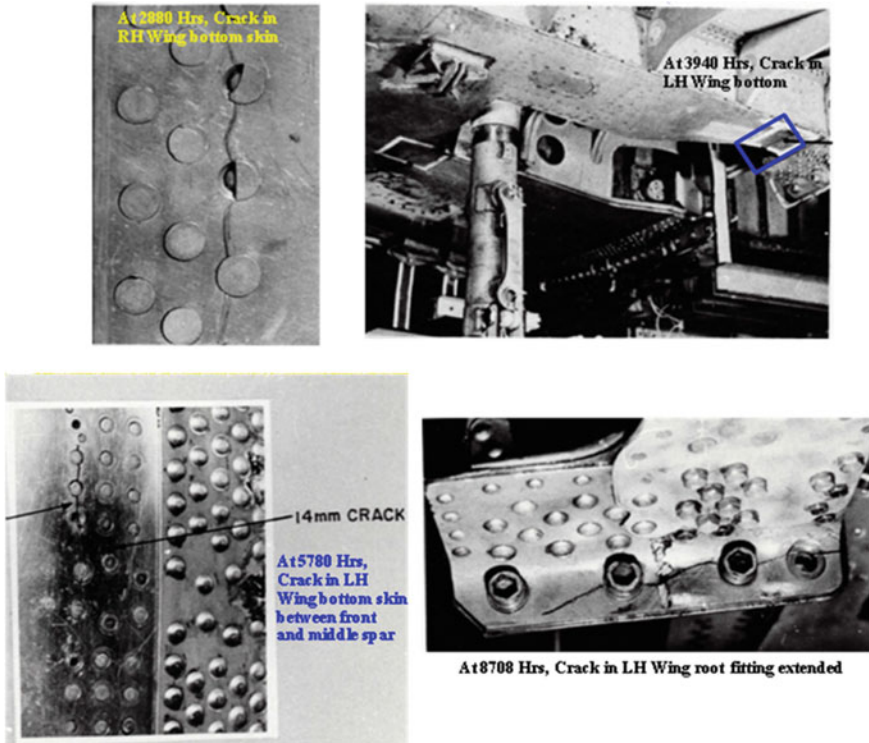 At 2880 Hrs, Crack in
RH Wing bottom skin
At 3940 Hrs, Crack in
LH Wing bottom
14mm CRACK
At 5780 Hrs,
Crack in LH
Wing bottom skin
between front
and middle spar
At 8708 Hrs, Crack in LH Wing root fitting extended